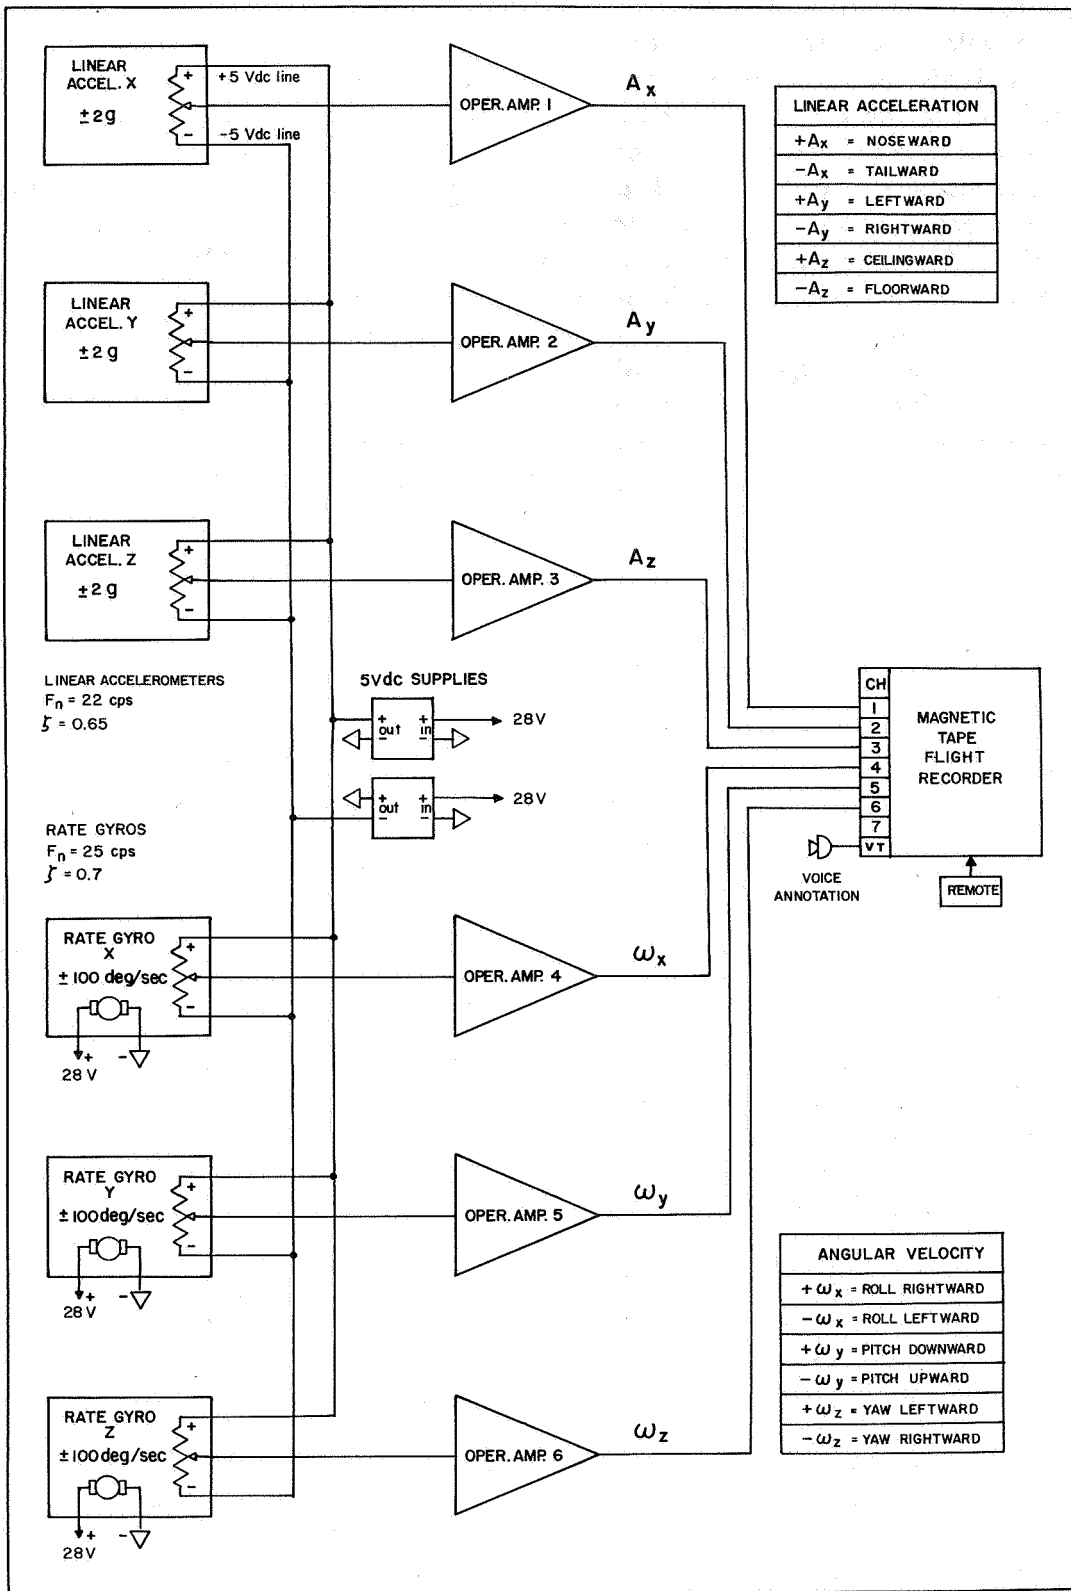 LINEAR
ACCEL. X
± 2 g
+
−
+5 Vdc line
−5 Vdc line
OPER. AMP. 1
Ax
LINEAR ACCELERATION
+Ax = NOSEWARD
−Ax = TAILWARD
+Ay = LEFTWARD
−Ay = RIGHTWARD
+Az = CEILINGWARD
−Az = FLOORWARD
LINEAR
ACCEL. Y
± 2 g
+
−
OPER. AMP. 2
Ay
LINEAR
ACCEL. Z
± 2 g
+
−
OPER. AMP. 3
Az
LINEAR ACCELEROMETERS
Fn = 22 cps
ζ = 0.65
5Vdc SUPPLIES
+ out −
+ in −
28V
+ out −
+ in −
28V
CH
1
2
3
4
5
6
7
VT
MAGNETIC
TAPE
FLIGHT
RECORDER
VOICE
ANNOTATION
REMOTE
RATE GYROS
Fn = 25 cps
ζ = 0.7
RATE GYRO
X
± 100 deg/sec
+
−
+ −
28 V
OPER. AMP. 4
ωx
RATE GYRO
Y
± 100 deg/sec
+
−
+ −
28 V
OPER. AMP. 5
ωy
ANGULAR VELOCITY
+ωx = ROLL RIGHTWARD
−ωx = ROLL LEFTWARD
+ωy = PITCH DOWNWARD
−ωy = PITCH UPWARD
+ωz = YAW LEFTWARD
−ωz = YAW RIGHTWARD
RATE GYRO
Z
± 100 deg/sec
+
−
+ −
28 V
OPER. AMP. 6
ωz